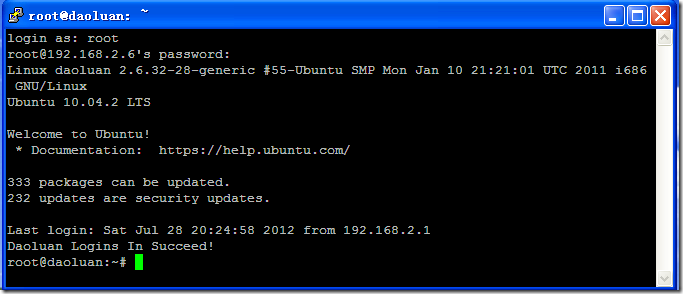 root@daoluan: ~
login as: root
root@192.168.2.6's password:
Linux daoluan 2.6.32-28-generic #55-Ubuntu SMP Mon Jan 10 21:21:01 UTC 2011 i686
 GNU/Linux
Ubuntu 10.04.2 LTS

Welcome to Ubuntu!
 * Documentation:  https://help.ubuntu.com/

333 packages can be updated.
232 updates are security updates.

Last login: Sat Jul 28 20:24:58 2012 from 192.168.2.1
Daoluan Logins In Succeed!
root@daoluan:~#